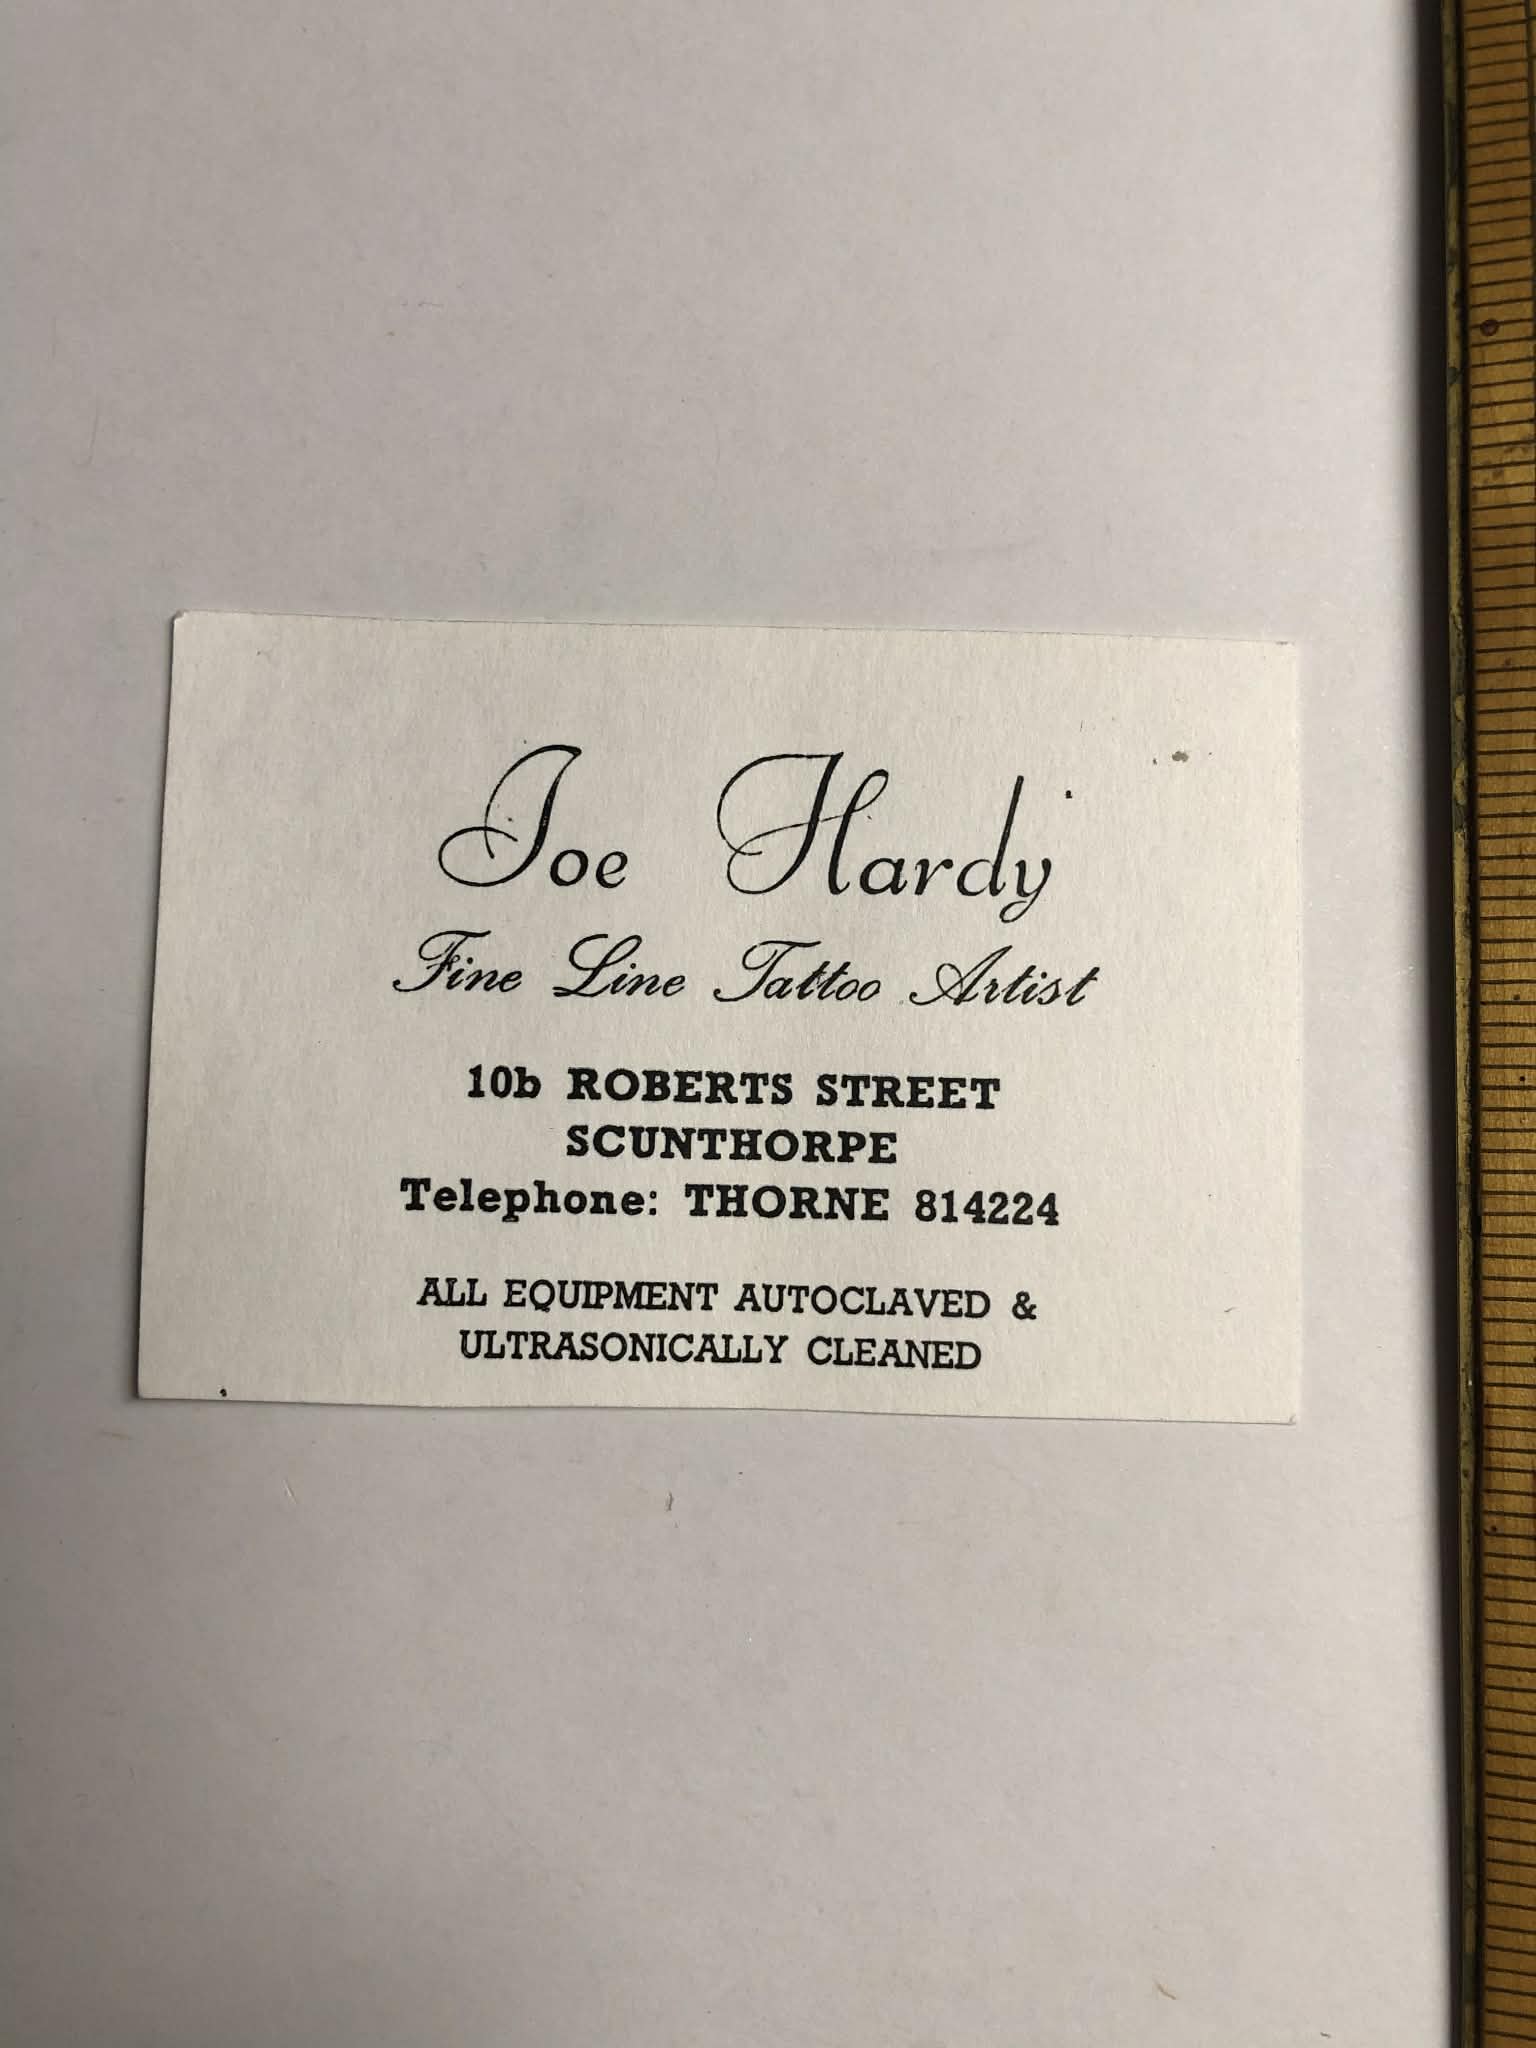 Joe Hardy
Fine Line Tattoo Artist
10b ROBERTS STREET
SCUNTHORPE
Telephone: THORNE 814224
ALL EQUIPMENT AUTOCLAVED &
ULTRASONICALLY CLEANED